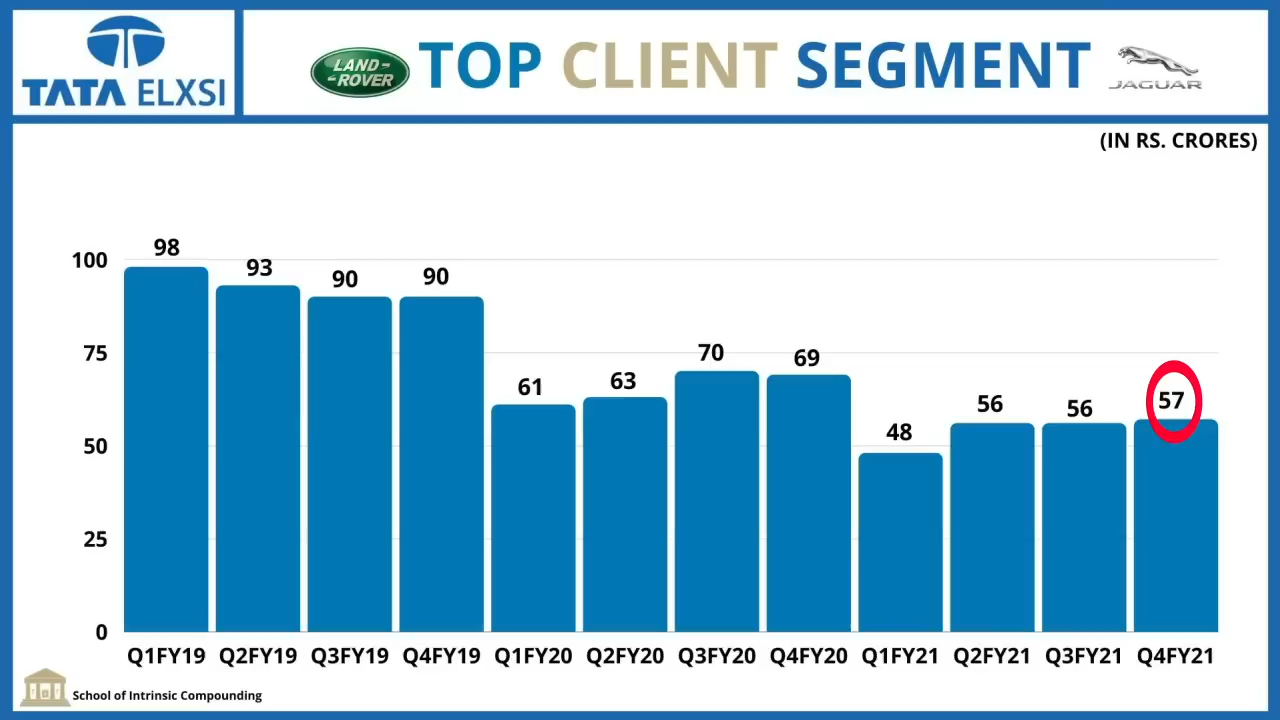 TATA ELXSI
LAND-
-ROVER
TOP CLIENT SEGMENT
JAGUAR
(IN RS. CRORES)
98
93
90
90
61
63
70
69
48
56
56
57
100
75
50
25
0
Q1FY19 Q2FY19 Q3FY19 Q4FY19 Q1FY20 Q2FY20 Q3FY20 Q4FY20 Q1FY21 Q2FY21 Q3FY21 Q4FY21
School of Intrinsic Compounding